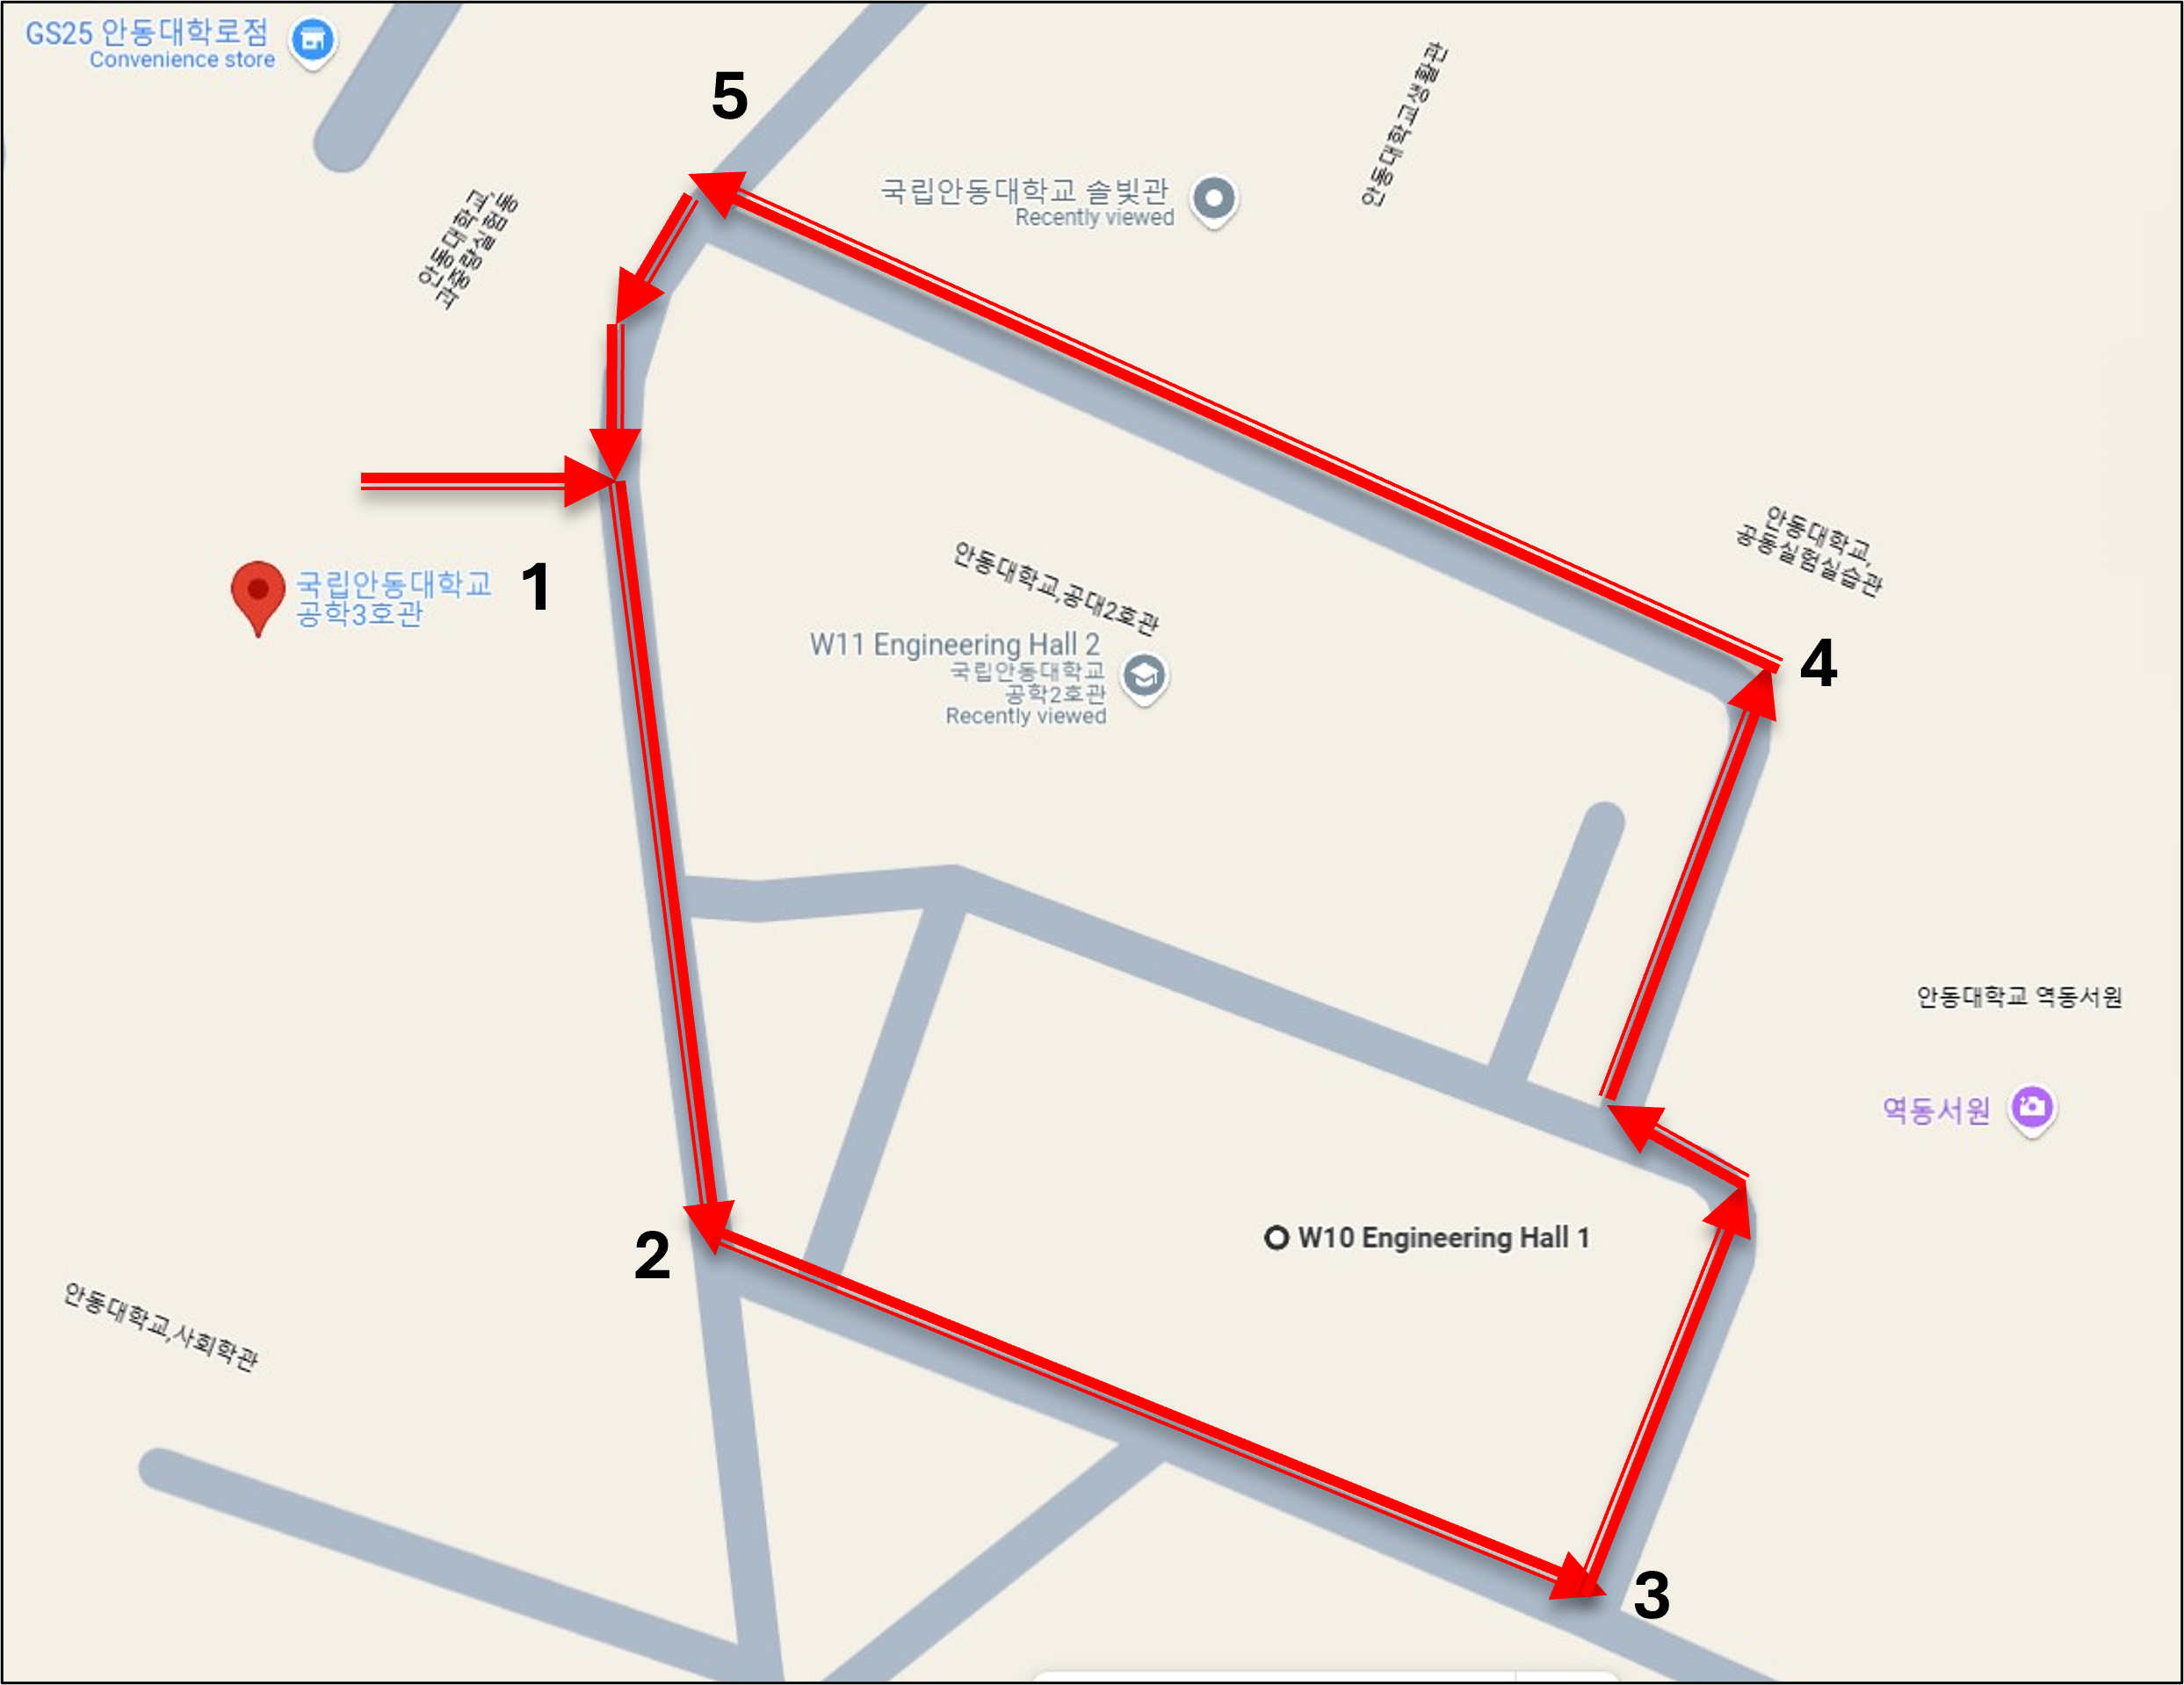 GS25 안동대학로점
Convenience store
5
안동대학교생활관
국립안동대학교 솔빛관
Recently viewed
안동대학교,동
과중량실험동
안동대학교,
공동실험실습관
국립안동대학교
공학3호관
1
안동대학교,공대2호관
W11 Engineering Hall 2
국립안동대학교
공학2호관
Recently viewed
4
안동대학교 역동서원
역동서원
2
W10 Engineering Hall 1
안동대학교,사회학관
3